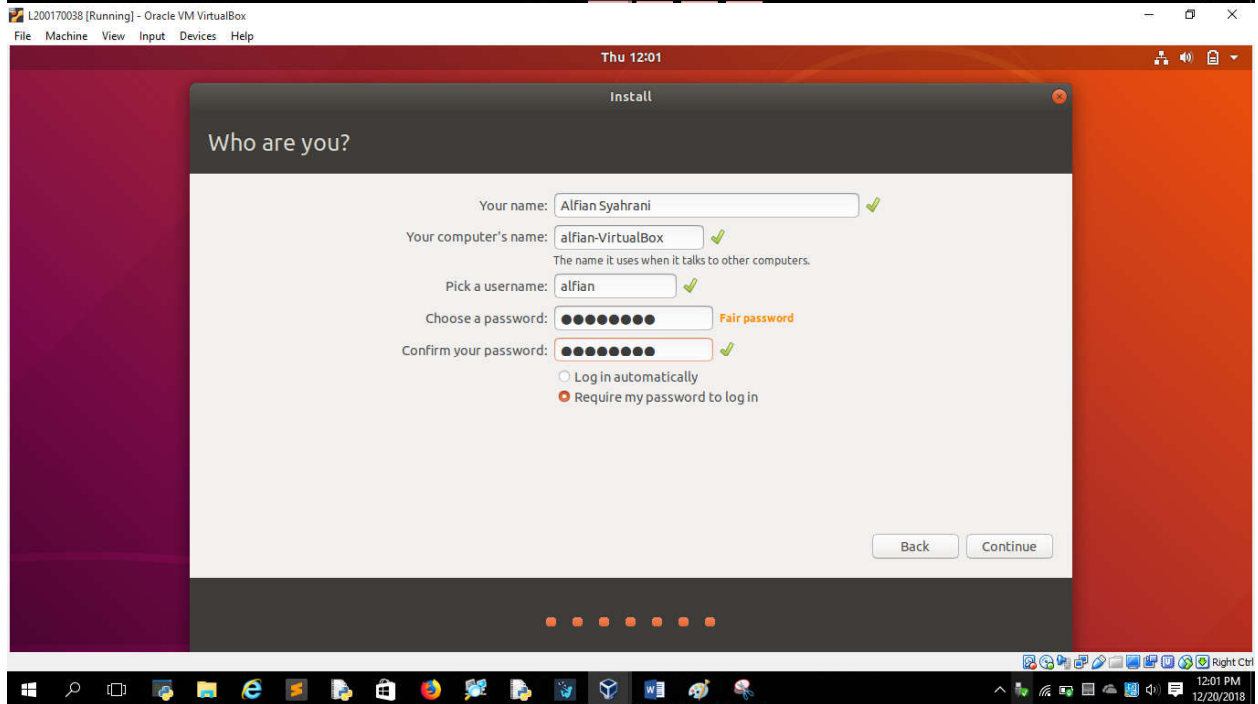 L200170038 [Running] - Oracle VM VirtualBox
File Machine View Input Devices Help
Thu 12:01
Install
Who are you?
Your name: Alfian Syahrani
Your computer's name: alfian-VirtualBox
The name it uses when it talks to other computers.
Pick a username: alfian
Choose a password: ●●●●●●●● Fair password
Confirm your password: ●●●●●●●●
Log in automatically
Require my password to log in
Back Continue
Right Ctrl
12:01 PM
12/20/2018